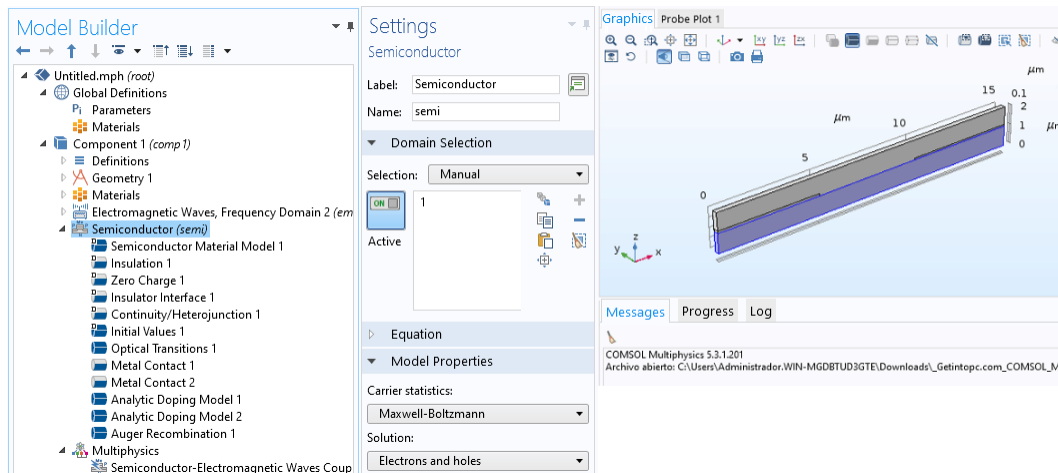 Model Builder
Untitled.mph (root)
Global Definitions
Pi Parameters
Materials
Component 1 (comp1)
Definitions
Geometry 1
Materials
Electromagnetic Waves, Frequency Domain 2 (em
Semiconductor (semi)
Semiconductor Material Model 1
Insulation 1
Zero Charge 1
Insulator Interface 1
Continuity/Heterojunction 1
Initial Values 1
Optical Transitions 1
Metal Contact 1
Metal Contact 2
Analytic Doping Model 1
Analytic Doping Model 2
Auger Recombination 1
Multiphysics
Semiconductor-Electromagnetic Waves Coup
Settings
Semiconductor
Label: Semiconductor
Name: semi
Domain Selection
Selection: Manual
ON
Active
1
Equation
Model Properties
Carrier statistics:
Maxwell-Boltzmann
Solution:
Electrons and holes
Graphics Probe Plot 1
xy yz zx
μm
15 0.1
2
μm 10
1 μm
5 0
0
z
y x
Messages Progress Log
COMSOL Multiphysics 5.3.1.201
Archivo abierto: C:\Users\Administrador.WIN-MGDBTUD3GTE\Downloads\_Getintopc.com_COMSOL_M